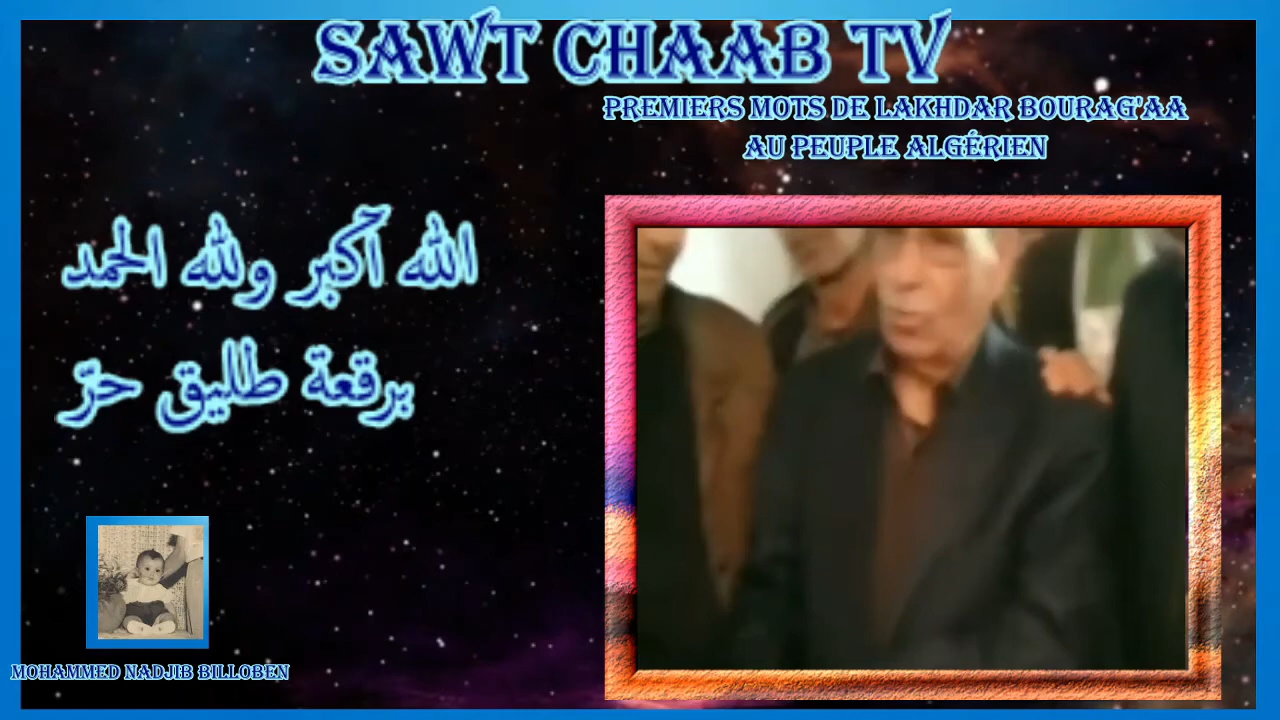 SAWT CHAAB TV
PREMIERS MOTS DE LAKHDAR BOURAG'AA
AU PEUPLE ALGÉRIEN
الله آكبر ولله الحمد
برقعة طليق حرّ
MOHAMMED NADJIB BILLOBEN